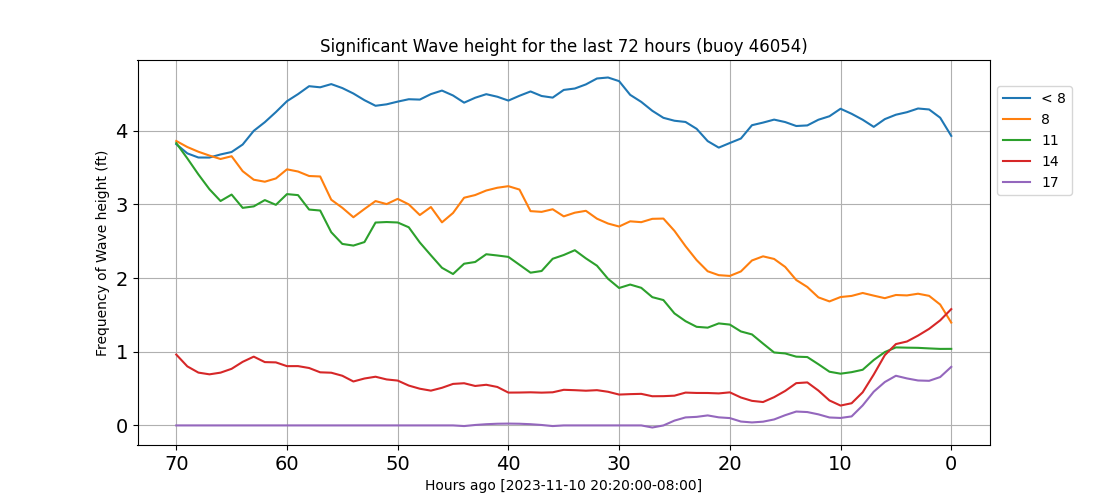 Significant Wave height for the last 72 hours (buoy 46054)
Frequency of Wave height (ft)
4
3
2
1
0
70 60 50 40 30 20 10 0
Hours ago [2023-11-10 20:20:00-08:00]
< 8
8
11
14
17